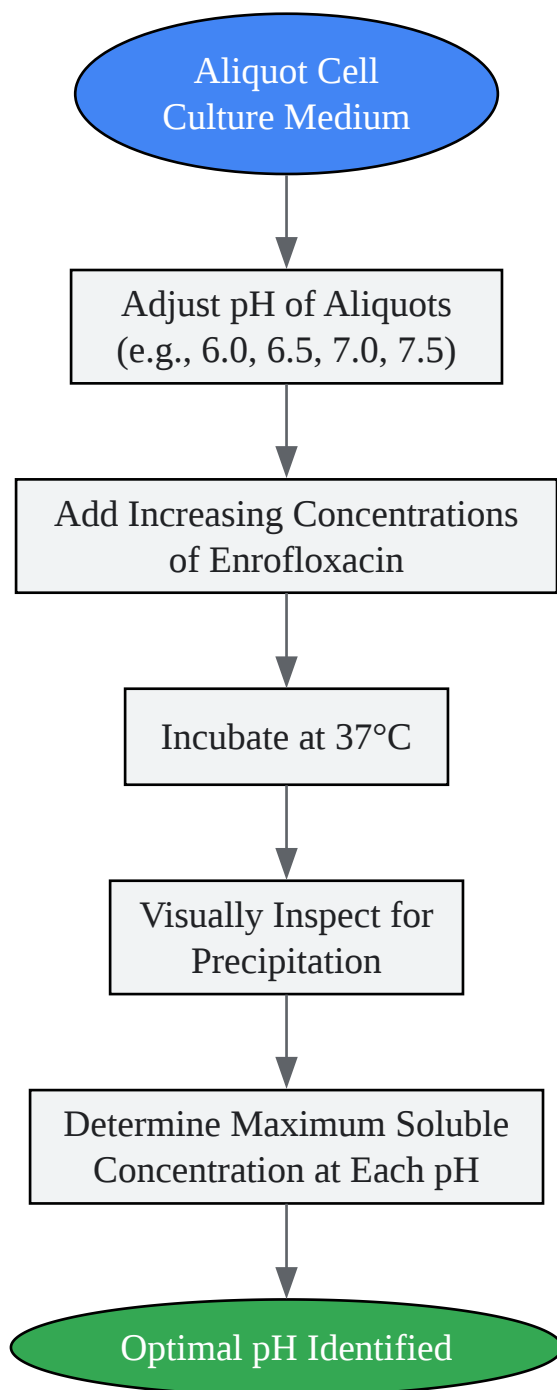 Aliquot Cell
Culture Medium
Adjust pH of Aliquots
(e.g., 6.0, 6.5, 7.0, 7.5)
Add Increasing Concentrations
of Enrofloxacin
Incubate at 37°C
Visually Inspect for
Precipitation
Determine Maximum Soluble
Concentration at Each pH
Optimal pH Identified